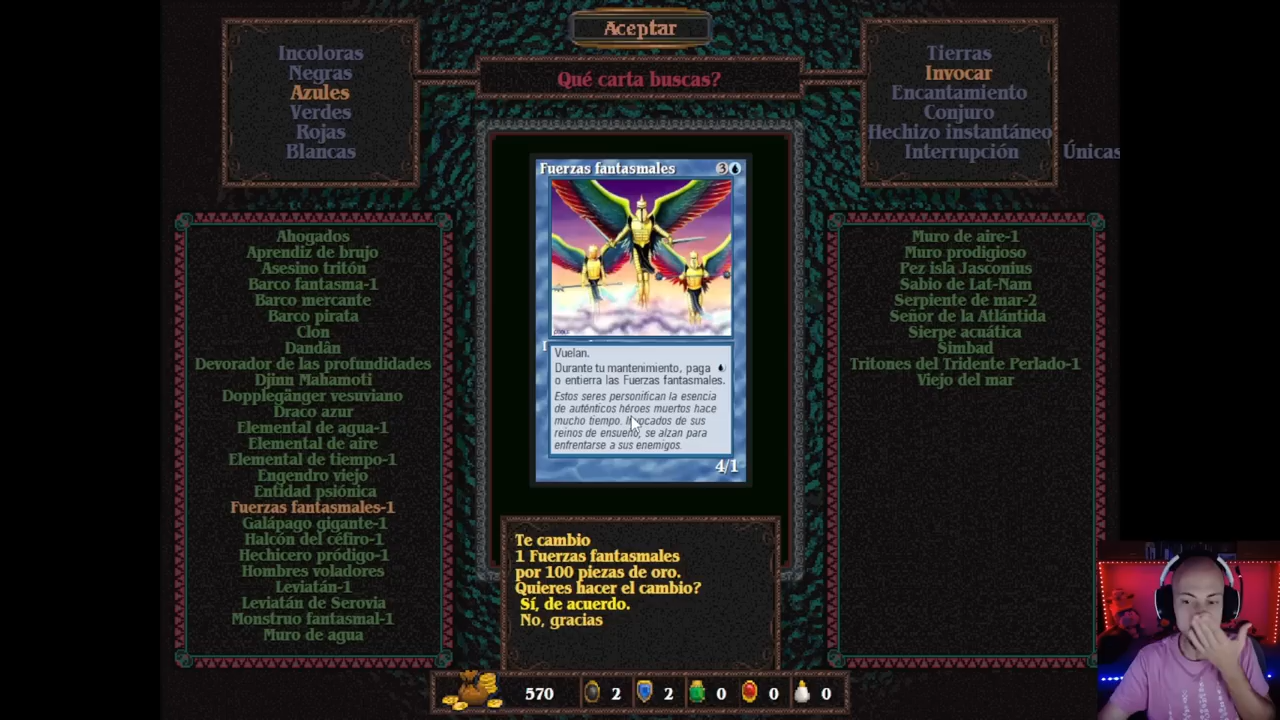 Aceptar
Incoloras
Negras
Azules
Verdes
Rojas
Blancas
Qué carta buscas?
Tierras
Invocar
Encantamiento
Conjuro
Hechizo instantáneo
Interrupción
Únicas
Ahogados
Aprendiz de brujo
Asesino tritón
Barco fantasma-1
Barco mercante
Barco pirata
Clon
Dandân
Devorador de las profundidades
Djinn Mahamoti
Dopplegänger vesuviano
Draco azur
Elemental de agua-1
Elemental de aire
Elemental de tiempo-1
Engendro viejo
Entidad psiónica
Fuerzas fantasmales-1
Galápago gigante-1
Halcón del céfiro-1
Hechicero pródigo-1
Hombres voladores
Leviatán-1
Leviatán de Serovia
Monstruo fantasmal-1
Muro de agua
Fuerzas fantasmales 3
Vuelan.
Durante tu mantenimiento, paga
o entierra las Fuerzas fantasmales.
Estos seres personifican la esencia
de auténticos héroes muertos hace
mucho tiempo. Invocados de sus
reinos de ensueño, se alzan para
enfrentarse a sus enemigos.
4/1
Te cambio
1 Fuerzas fantasmales
por 100 piezas de oro.
Quieres hacer el cambio?
Sí, de acuerdo.
No, gracias
Muro de aire-1
Muro prodigioso
Pez isla Jasconius
Sabio de Lat-Nam
Serpiente de mar-2
Señor de la Atlántida
Sierpe acuática
Simbad
Tritones del Tridente Perlado-1
Viejo del mar
570 2 2 0 0 0